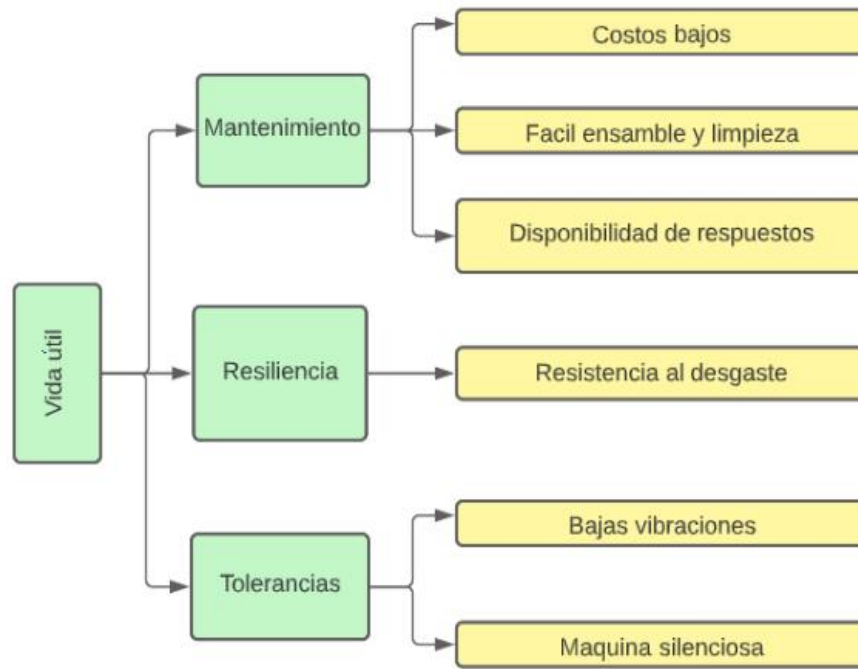 Vida útil
Mantenimiento
Costos bajos
Facil ensamble y limpieza
Disponibilidad de respuestos
Resiliencia
Resistencia al desgaste
Tolerancias
Bajas vibraciones
Maquina silenciosa